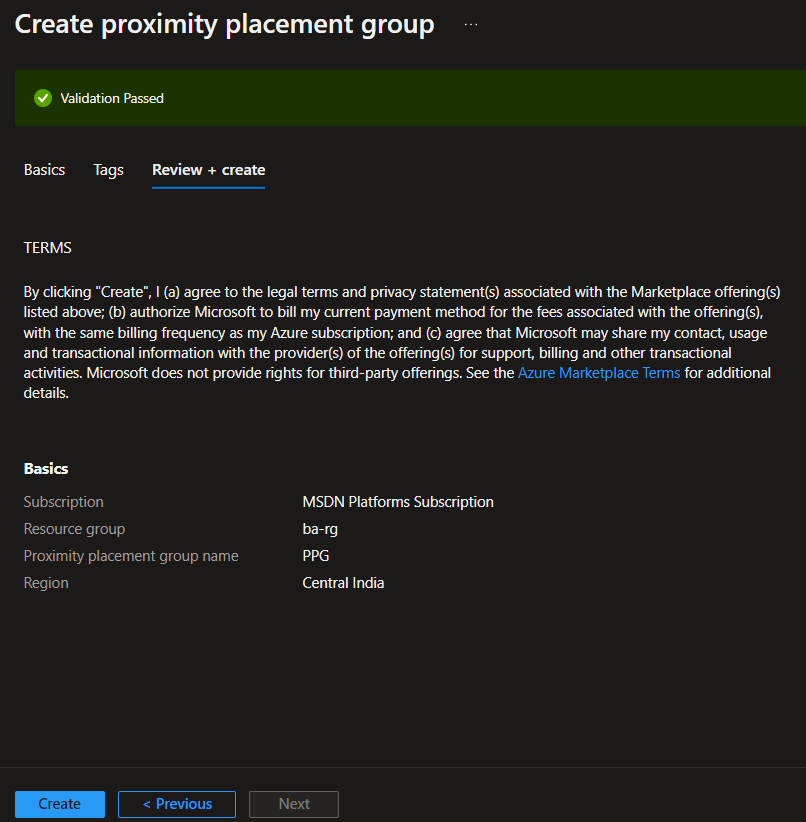 Create proximity placement group ...
Validation Passed
Basics Tags Review + create
TERMS
By clicking "Create", I (a) agree to the legal terms and privacy statement(s) associated with the Marketplace offering(s)
listed above; (b) authorize Microsoft to bill my current payment method for the fees associated with the offering(s),
with the same billing frequency as my Azure subscription; and (c) agree that Microsoft may share my contact, usage
and transactional information with the provider(s) of the offering(s) for support, billing and other transactional
activities. Microsoft does not provide rights for third-party offerings. See the Azure Marketplace Terms for additional
details.
Basics
Subscription MSDN Platforms Subscription
Resource group ba-rg
Proximity placement group name PPG
Region Central India
Create < Previous Next